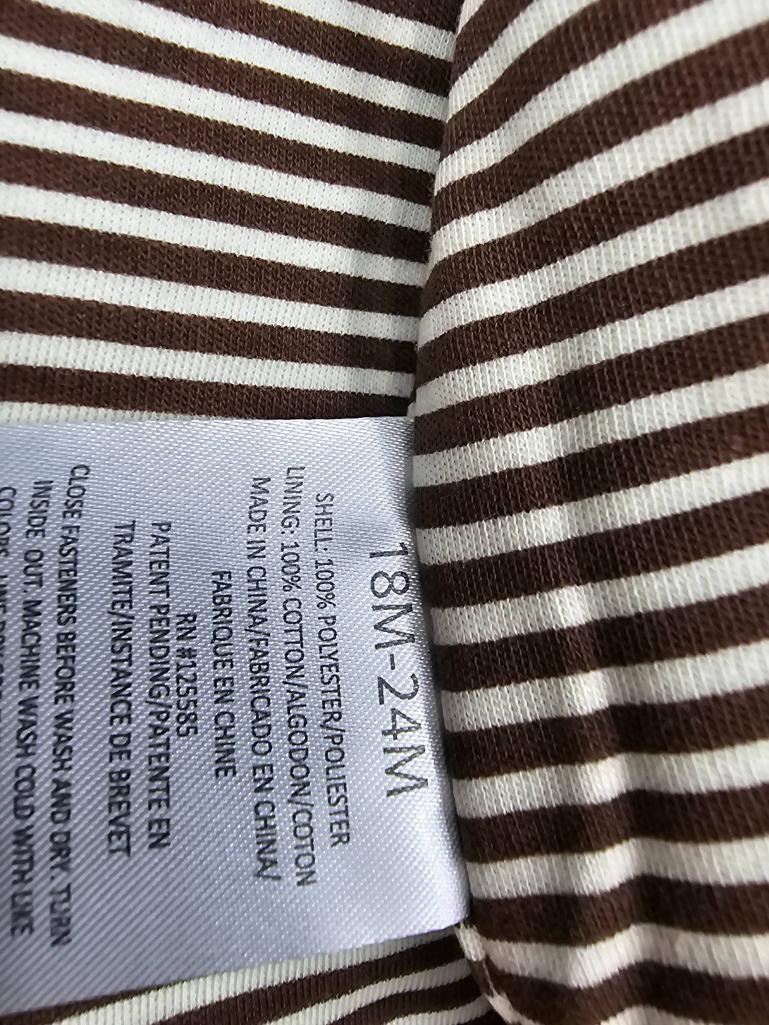 18M-24M
SHELL: 100% POLYESTER/POLIESTER
LINING: 100% COTTON/ALGODON/COTON
MADE IN CHINA/FABRICADO EN CHINA/
FABRIQUE EN CHINE
RN #125585
PATENT PENDING/PATENTE EN
TRAMITE/INSTANCE DE BREVET
CLOSE FASTENERS BEFORE WASH AND DRY. TURN
INSIDE OUT. MACHINE WASH COLD WITH LIKE